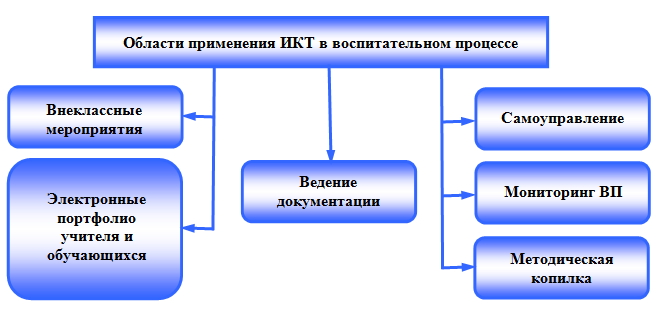 Области применения ИКТ в воспитательном процессе
Внеклассные
мероприятия
Электронные
портфолио
учителя и
обучающихся
Ведение
документации
Самоуправление
Мониторинг ВП
Методическая
копилка